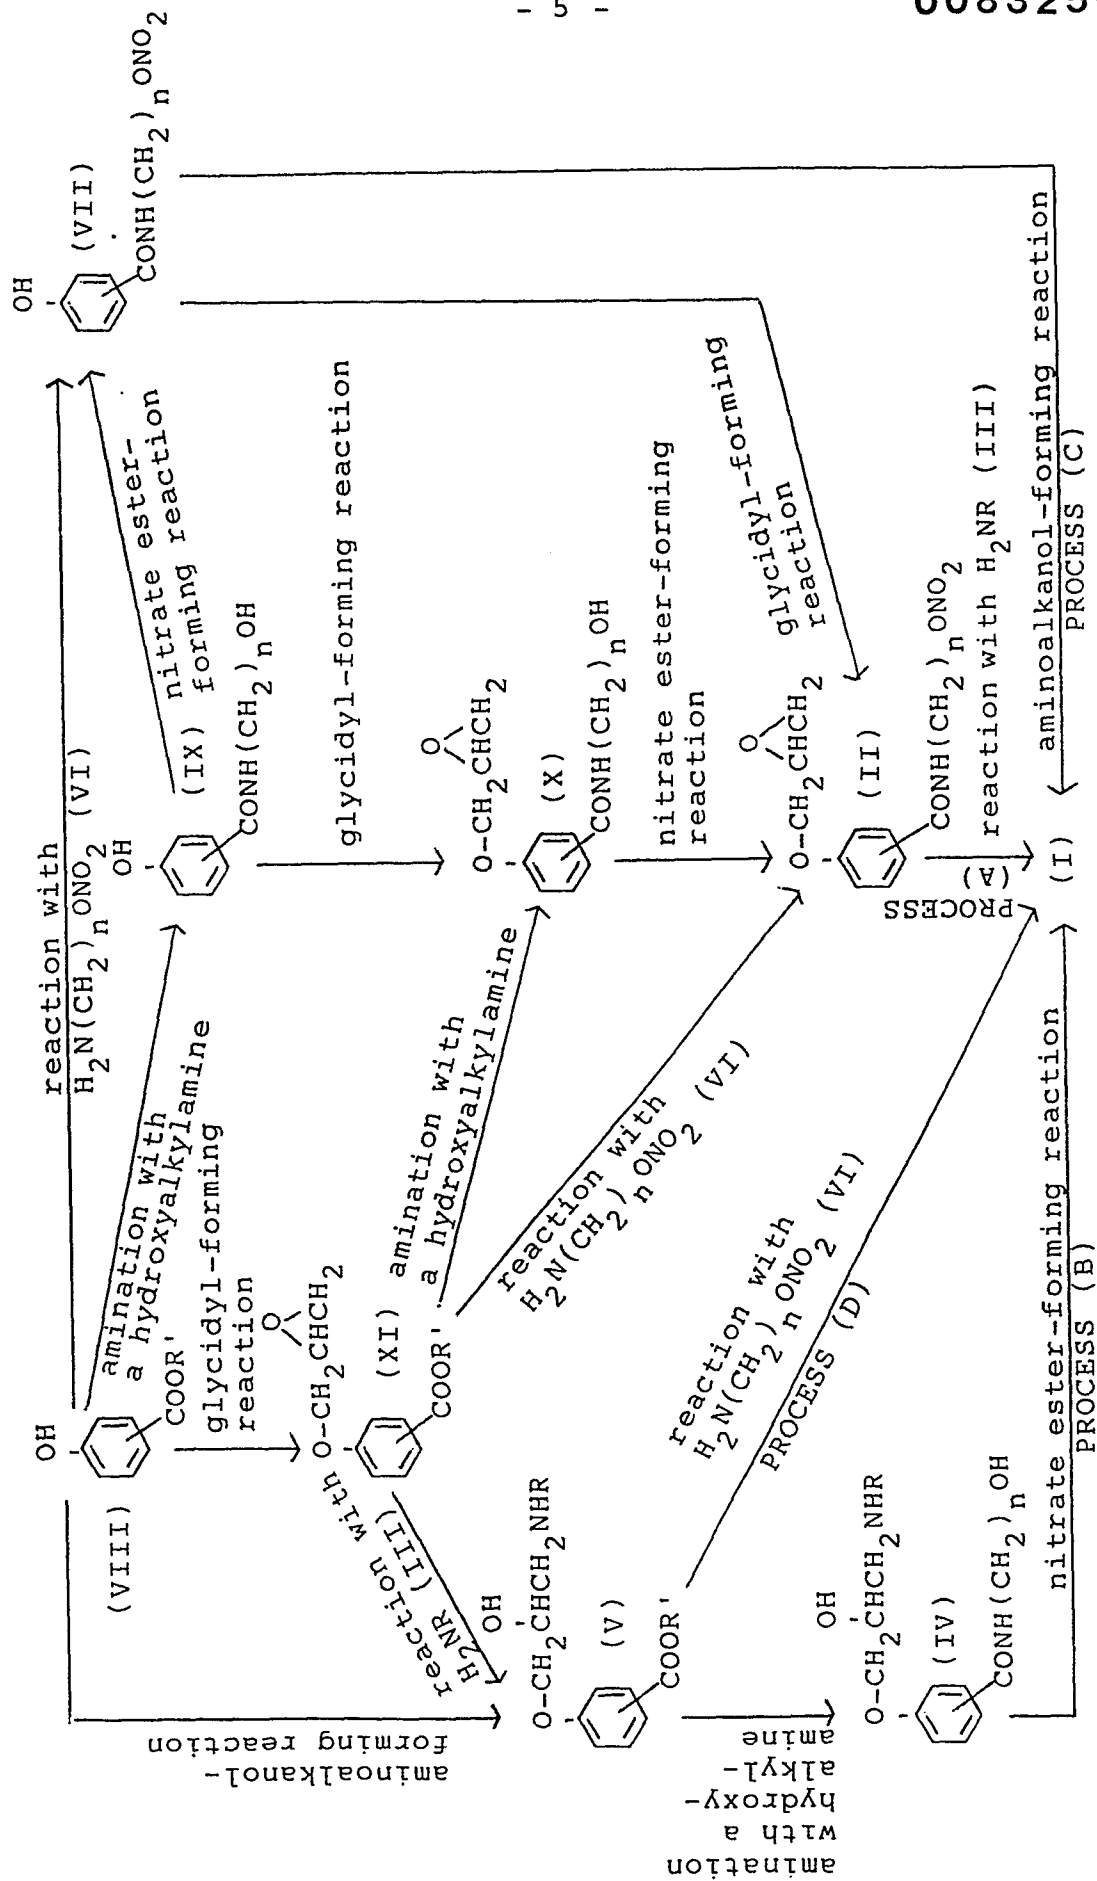 - 5 -
008325
reaction with
H2N(CH2)nONO2 (VI)
OH
(VII)
CONH(CH2)nONO2
nitrate ester-
forming reaction
OH
(VIII)
COOR'
amination with
a hydroxyalkylamine
OH
(IX)
CONH(CH2)nOH
glycidyl-forming
reaction
glycidyl-forming reaction
aminoalkanol-
forming reaction
O
O-CH2CHCH2
(XI)
COOR'
amination with
a hydroxyalkylamine
O
O-CH2CHCH2
(X)
CONH(CH2)nOH
reaction with
H2NR (III)
reaction with
H2N(CH2)nONO2 (VI)
nitrate ester-forming
reaction
glycidyl-forming
reaction
OH
O-CH2CHCH2NHR
(V)
COOR'
reaction with
H2N(CH2)nONO2 (VI)
PROCESS (D)
O
O-CH2CHCH2
(II)
CONH(CH2)nONO2
amination
with a
hydroxy-
alkyl-
amine
OH
O-CH2CHCH2NHR
(IV)
CONH(CH2)nOH
PROCESS
(A)
reaction with H2NR (III)
nitrate ester-forming reaction
PROCESS (B)
(I)
aminoalkanol-forming reaction
PROCESS (C)